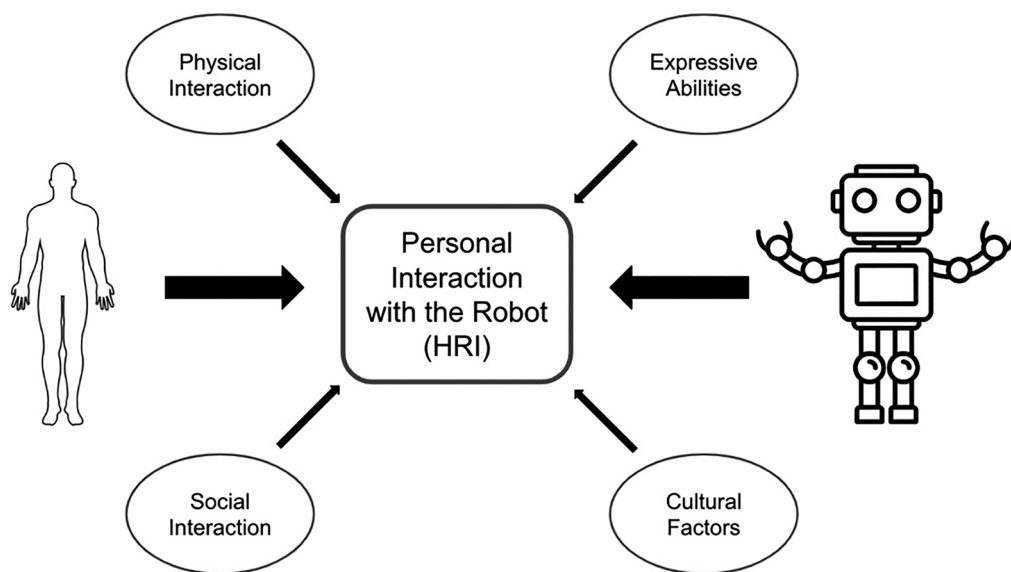 Physical
Interaction
Expressive
Abilities
Personal
Interaction
with the Robot
(HRI)
Social
Interaction
Cultural
Factors